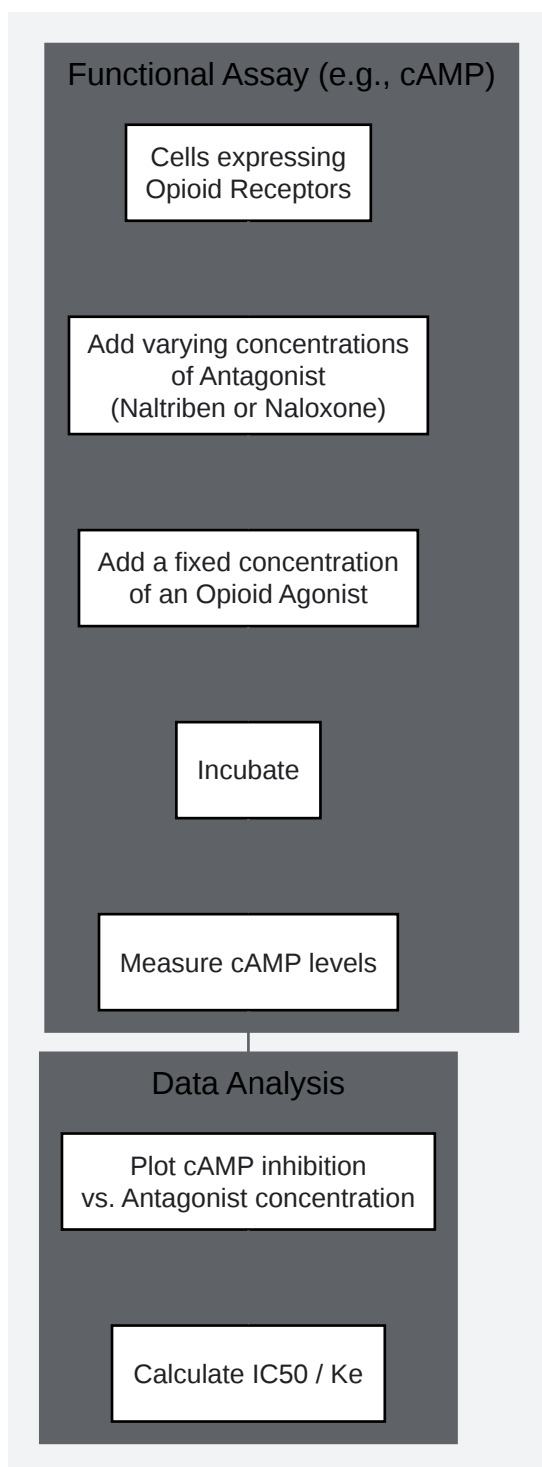 Functional Assay (e.g., cAMP)
Cells expressing
Opioid Receptors
Add varying concentrations
of Antagonist
(Naltriben or Naloxone)
Add a fixed concentration
of an Opioid Agonist
Incubate
Measure cAMP levels
Data Analysis
Plot cAMP inhibition
vs. Antagonist concentration
Calculate IC50 / Ke